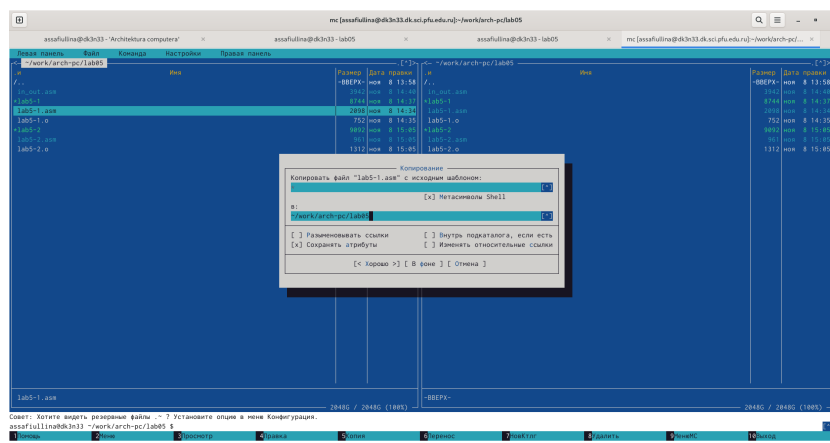 mc [assafiullina@dk3n33.dk.sci.pfu.edu.ru]:~/work/arch-pc/lab05
assafiullina@dk3n33 - 'Architektura computera' × assafiullina@dk3n33 - lab05 × assafiullina@dk3n33 - lab05 × mc [assafiullina@dk3n33.dk.sci.pfu.edu.ru]:~/work/arch-pc/... ×
Левая панель Файл Команда Настройки Правая панель
<- ~/work/arch-pc/lab05 .[^]> <- ~/work/arch-pc/lab05 .[^]>
.и Имя Размер Дата правки .и Имя Размер Дата правки
/.. -ВВЕРХ- ноя 8 13:58 /.. -ВВЕРХ- ноя 8 13:58
in_out.asm 3942 ноя 8 14:40 in_out.asm 3942 ноя 8 14:40
*lab5-1 8744 ноя 8 14:37 *lab5-1 8744 ноя 8 14:37
lab5-1.asm 2098 ноя 8 14:34 lab5-1.asm 2098 ноя 8 14:34
lab5-1.o 752 ноя 8 14:35 lab5-1.o 752 ноя 8 14:35
*lab5-2 9092 ноя 8 15:05 *lab5-2 9092 ноя 8 15:05
lab5-2.asm 961 ноя 8 15:05 lab5-2.asm 961 ноя 8 15:05
lab5-2.o 1312 ноя 8 15:05 lab5-2.o 1312 ноя 8 15:05
Копирование
Копировать файл "lab5-1.asm" с исходным шаблоном:
* [^]
[x] Метасимволы Shell
в:
~/work/arch-pc/lab05 [^]
[ ] Разыменовывать ссылки [ ] Внутрь подкаталога, если есть
[x] Сохранять атрибуты [ ] Изменять относительные ссылки
[< Хорошо >] [ В фоне ] [ Отмена ]
lab5-1.asm -ВВЕРХ-
2048G / 2048G (100%) 2048G / 2048G (100%)
Совет: Хотите видеть резервные файлы .~ ? Установите опцию в меню Конфигурация.
assafiullina@dk3n33 ~/work/arch-pc/lab05 $
1Помощь 2Меню 3Просмотр 4Правка 5Копия 6Перенос 7НовКтлг 8Удалить 9МенюMC 10Выход